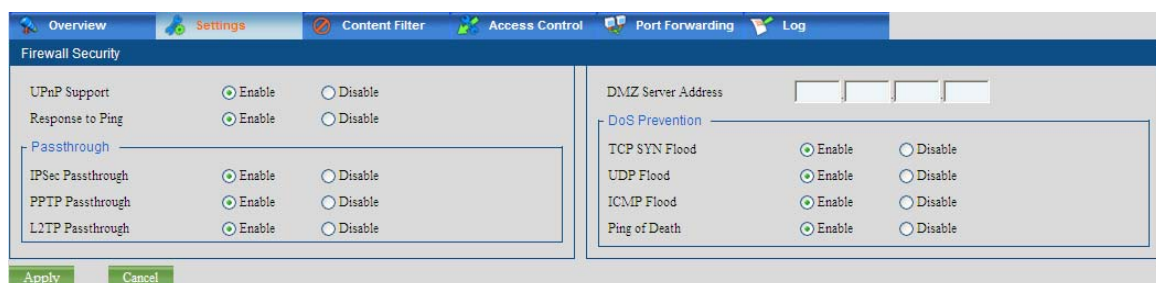 Overview Settings Content Filter Access Control Port Forwarding Log
Firewall Security
UPnP Support Enable Disable
Response to Ping Enable Disable
Passthrough
IPSec Passthrough Enable Disable
PPTP Passthrough Enable Disable
L2TP Passthrough Enable Disable
DMZ Server Address . . .
DoS Prevention
TCP SYN Flood Enable Disable
UDP Flood Enable Disable
ICMP Flood Enable Disable
Ping of Death Enable Disable
Apply Cancel